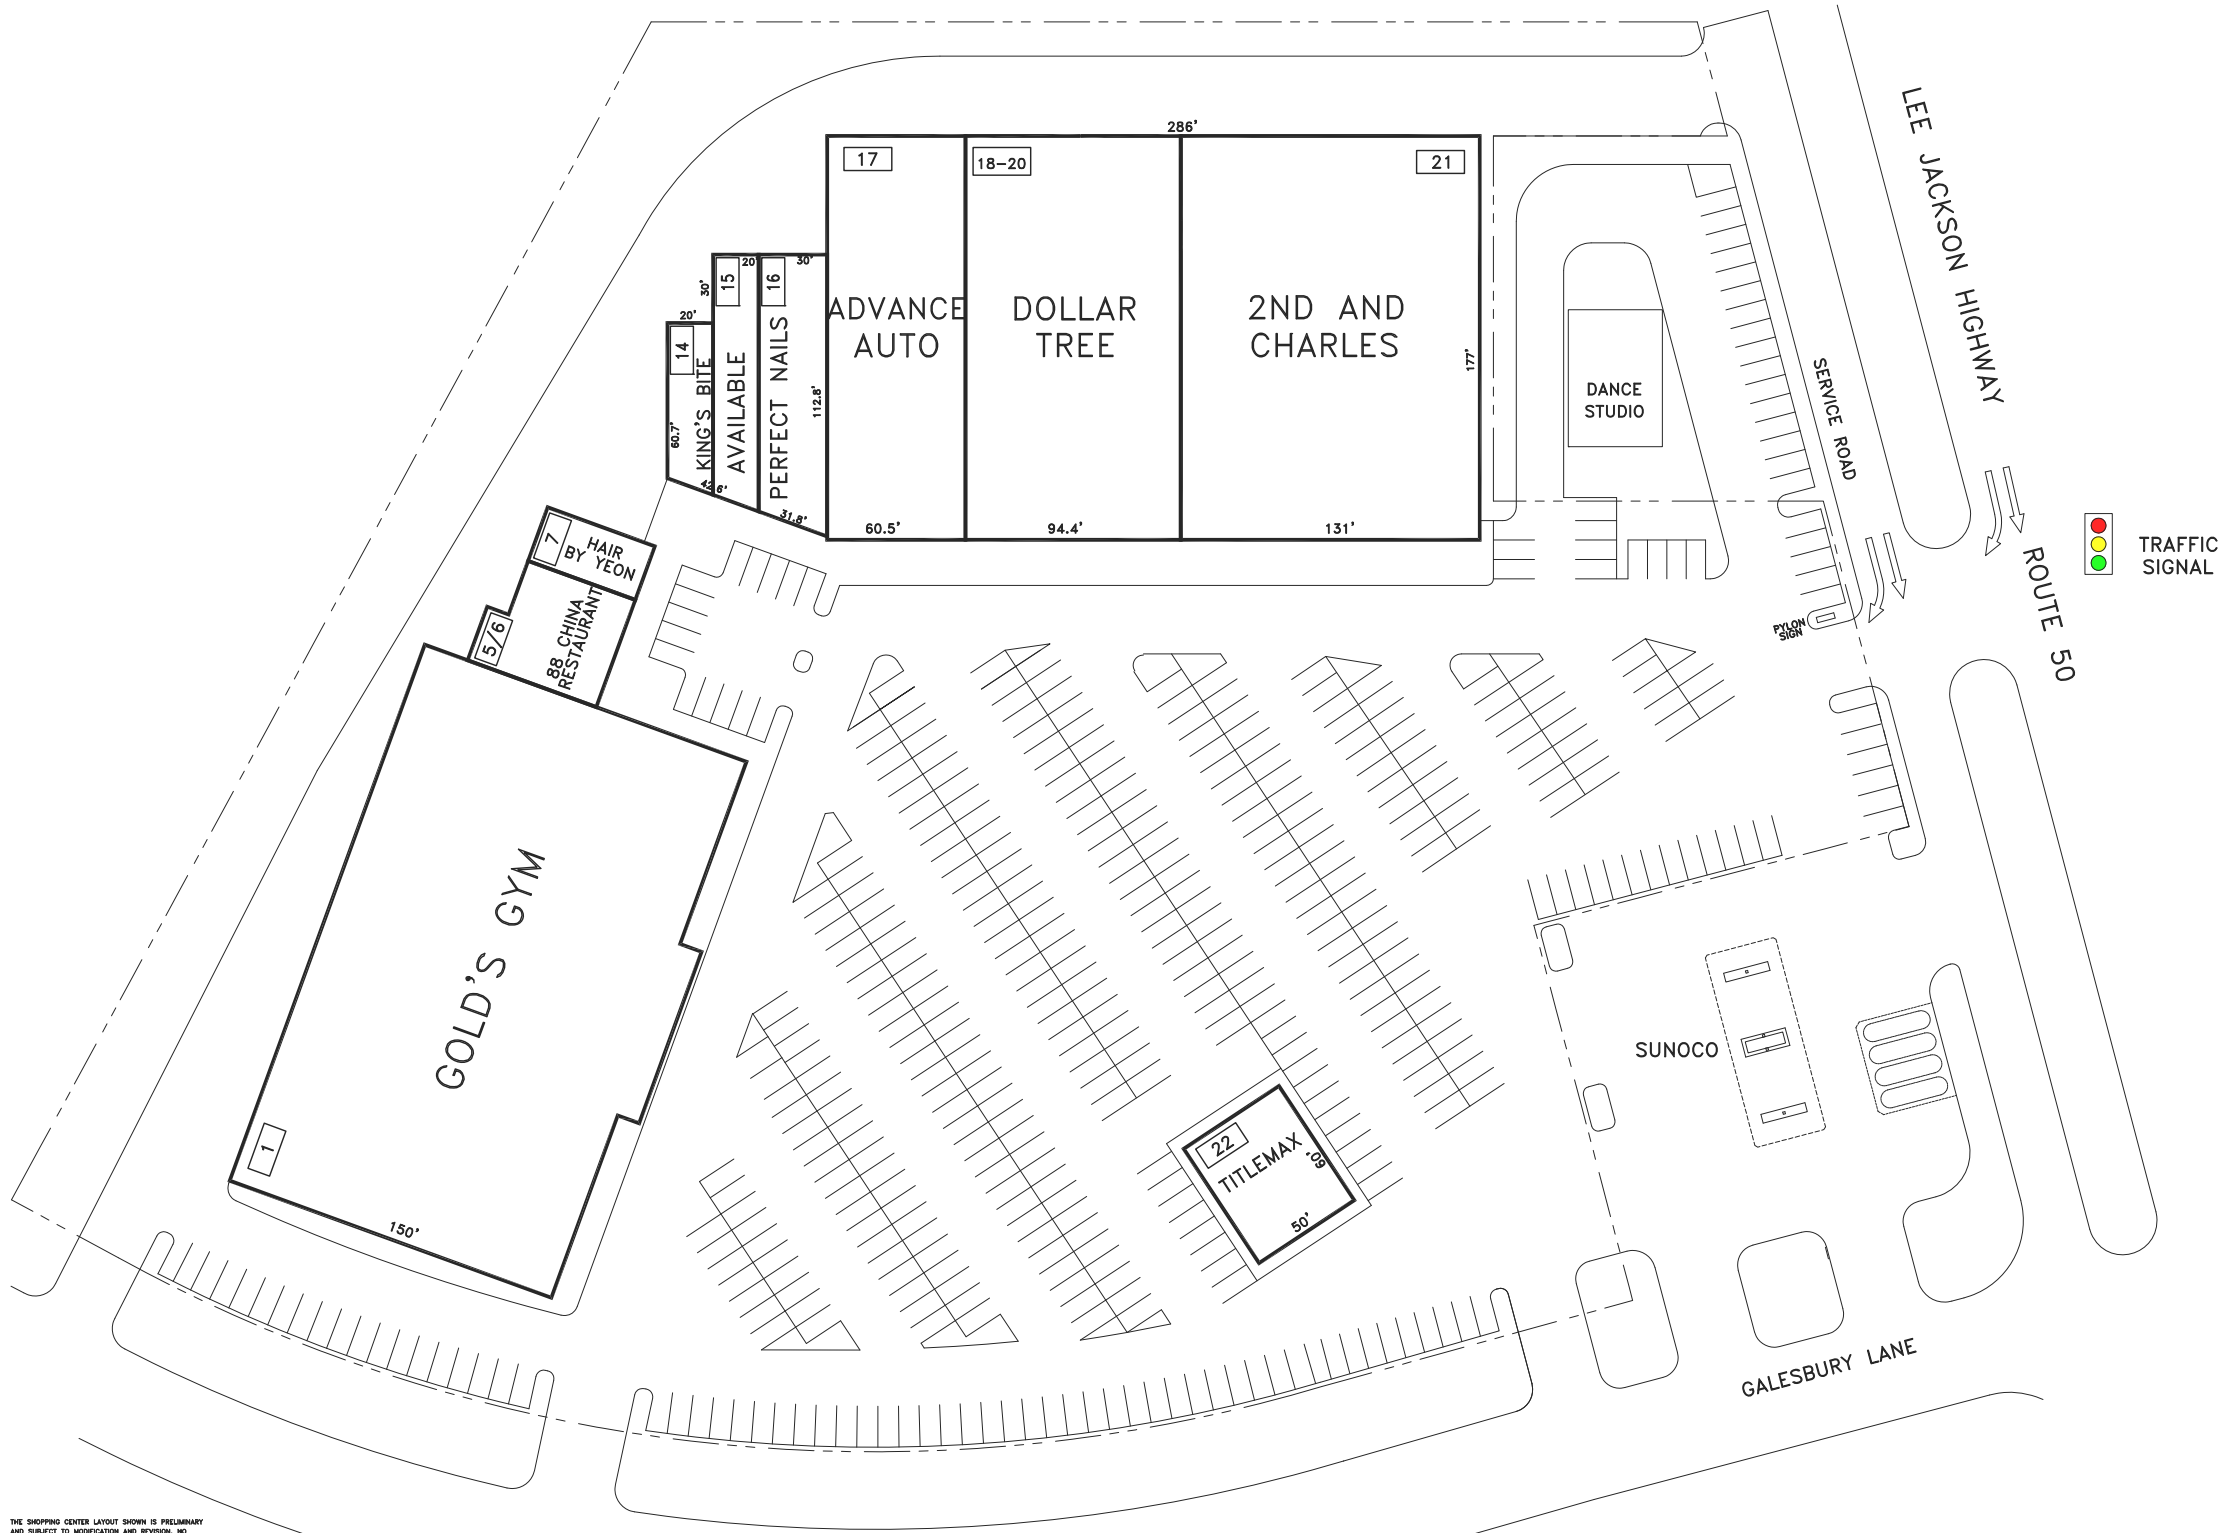 286'
17
18-20
21
ADVANCE
AUTO
DOLLAR
TREE
2ND AND
CHARLES
60.5'
94.4'
131'
177'
20'
30'
15
16
30'
20'
14
KING'S BITE
AVAILABLE
PERFECT NAILS
112.8'
60.7'
42.6'
31.8'
7
HAIR
BY YEON
5/6
88 CHINA
RESTAURANT
GOLD'S GYM
1
150'
DANCE
STUDIO
LEE JACKSON HIGHWAY
SERVICE ROAD
ROUTE 50
TRAFFIC
SIGNAL
PYLON
SIGN
SUNOCO
22
TITLEMAX
60'
50'
GALESBURY LANE
THE SHOPPING CENTER LAYOUT SHOWN IS PRELIMINARY
AND SUBJECT TO MODIFICATION AND REVISION. NO